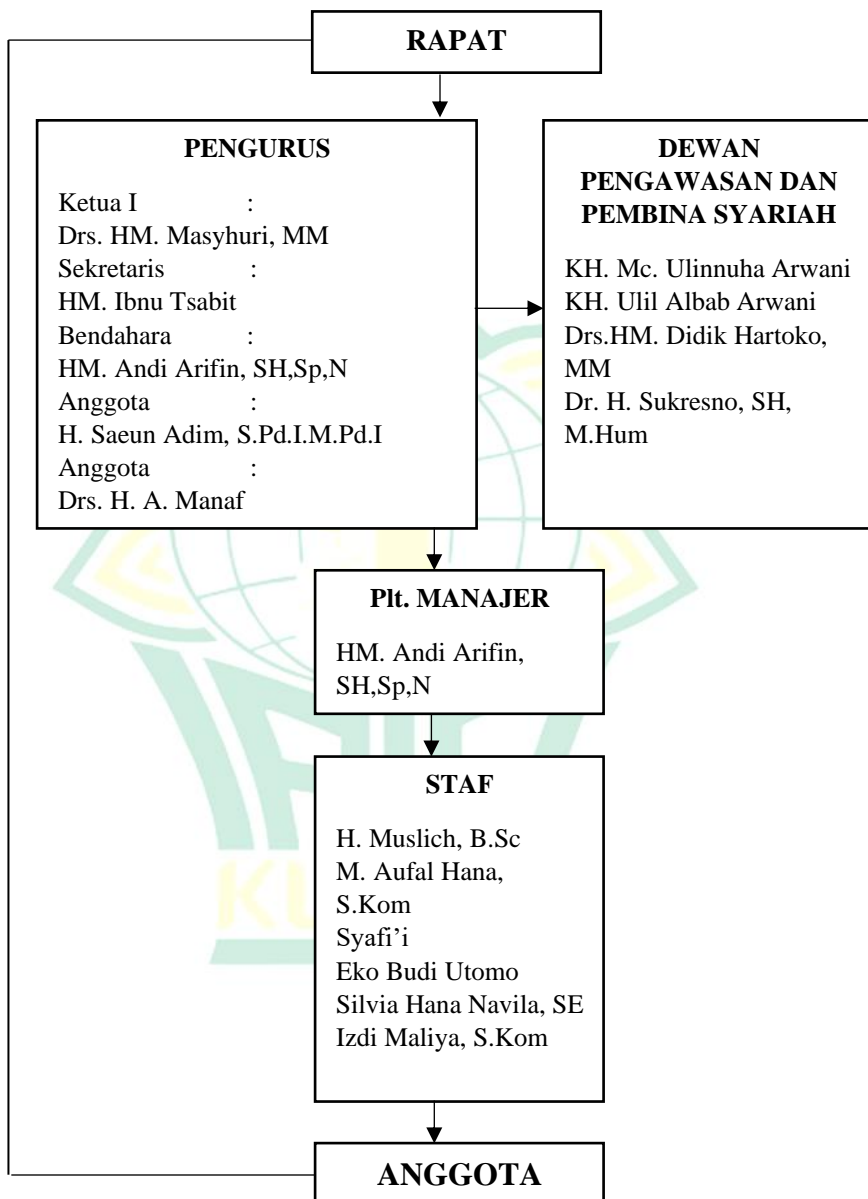 RAPAT
PENGURUS
Ketua I :
Drs. HM. Masyhuri, MM
Sekretaris :
HM. Ibnu Tsabit
Bendahara :
HM. Andi Arifin, SH,Sp,N
Anggota :
H. Saeun Adim, S.Pd.I.M.Pd.I
Anggota :
Drs. H. A. Manaf
DEWAN
PENGAWASAN DAN
PEMBINA SYARIAH
KH. Mc. Ulinnuha Arwani
KH. Ulil Albab Arwani
Drs.HM. Didik Hartoko,
MM
Dr. H. Sukresno, SH,
M.Hum
Plt. MANAJER
HM. Andi Arifin,
SH,Sp,N
STAF
H. Muslich, B.Sc
M. Aufal Hana,
S.Kom
Syafi’i
Eko Budi Utomo
Silvia Hana Navila, SE
Izdi Maliya, S.Kom
ANGGOTA